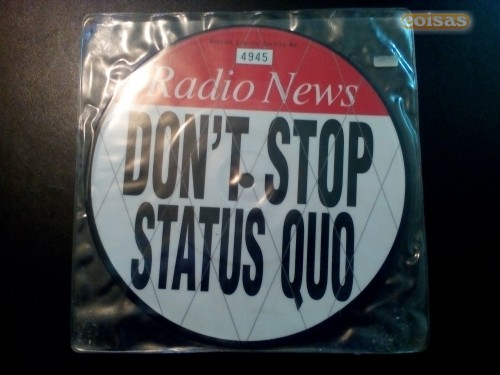 coisas
4945
Radio News
DON'T STOP
STATUS QUO